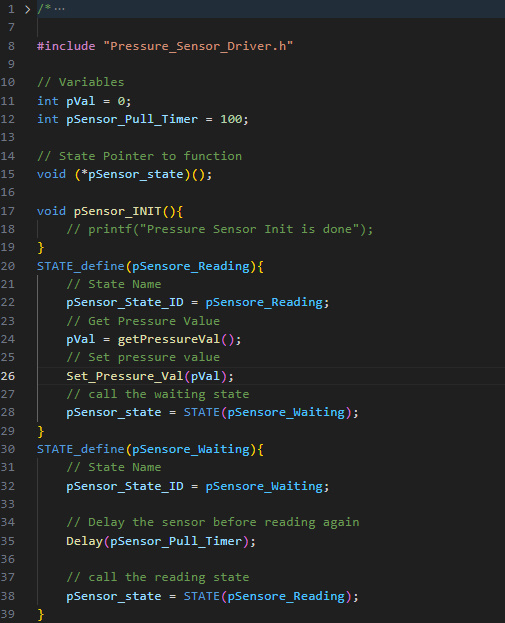 1 > /* ···
7
8 #include "Pressure_Sensor_Driver.h"
9
10 // Variables
11 int pVal = 0;
12 int pSensor_Pull_Timer = 100;
13
14 // State Pointer to function
15 void (*pSensor_state)();
16
17 void pSensor_INIT(){
18     // printf("Pressure Sensor Init is done");
19 }
20 STATE_define(pSensore_Reading){
21     // State Name
22     pSensor_State_ID = pSensore_Reading;
23     // Get Pressure Value
24     pVal = getPressureVal();
25     // Set pressure value
26     Set_Pressure_Val(pVal);
27     // call the waiting state
28     pSensor_state = STATE(pSensore_Waiting);
29 }
30 STATE_define(pSensore_Waiting){
31     // State Name
32     pSensor_State_ID = pSensore_Waiting;
33
34     // Delay the sensor before reading again
35     Delay(pSensor_Pull_Timer);
36
37     // call the reading state
38     pSensor_state = STATE(pSensore_Reading);
39 }